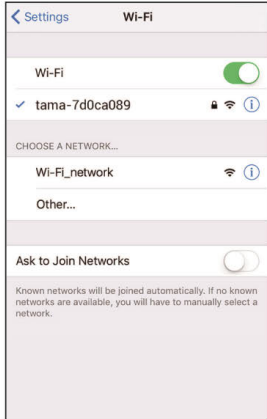 Settings
Wi-Fi
Wi-Fi
tama-7d0ca089
CHOOSE A NETWORK...
Wi-Fi_network
Other...
Ask to Join Networks
Known networks will be joined automatically. If no known
networks are available, you will have to manually select a
network.